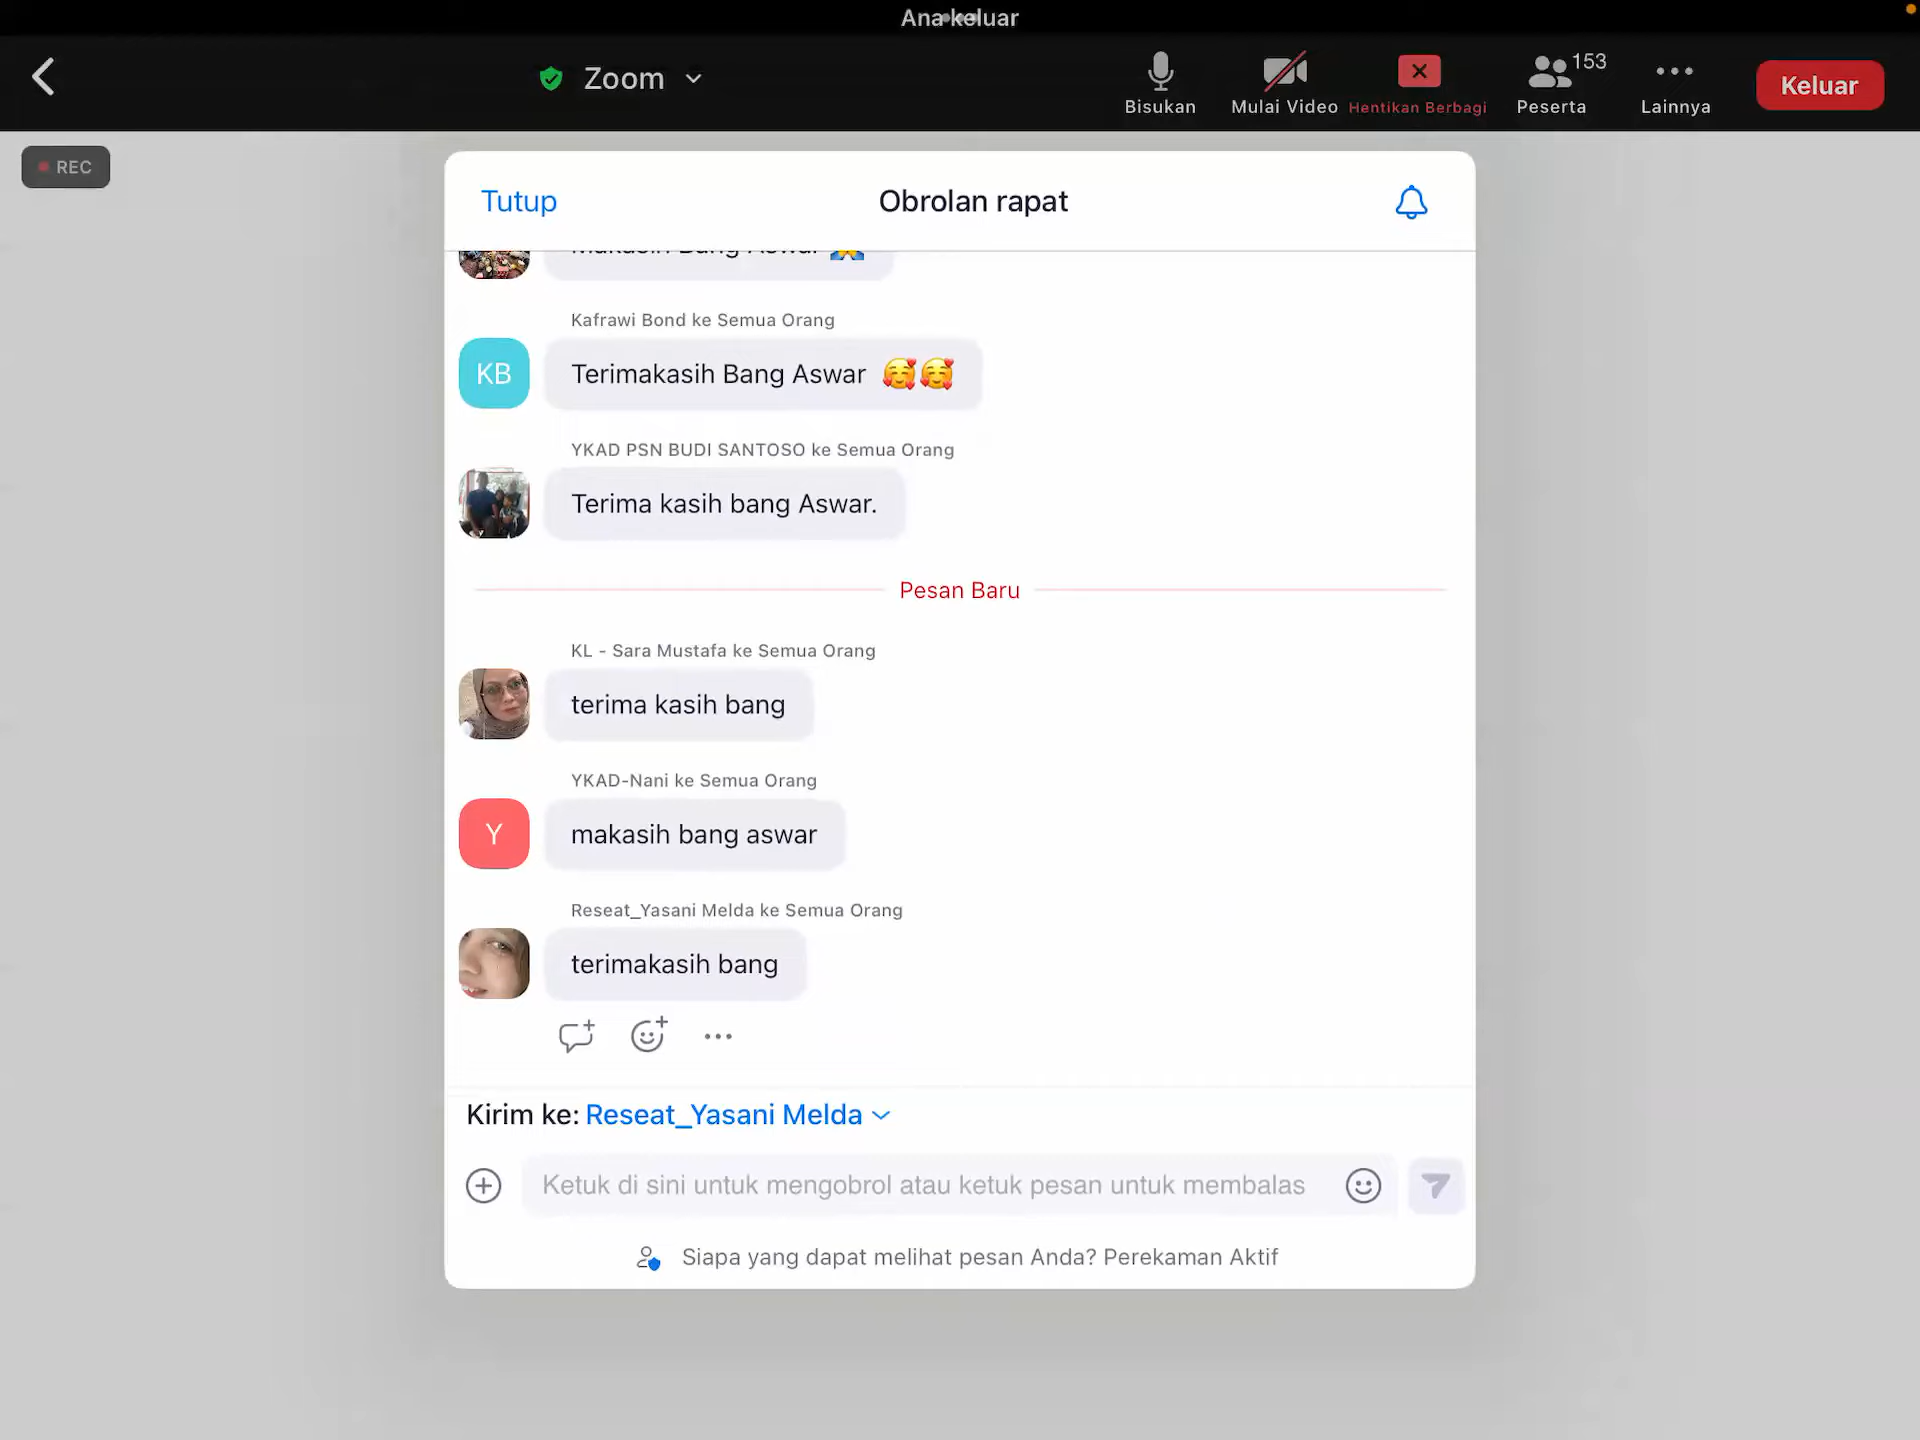 Ana keluar
Zoom
Bisukan
Mulai Video
Hentikan Berbagi
153
Peserta
Lainnya
Keluar
REC
Tutup
Obrolan rapat
Makasih Bang Aswar 🙏
Kafrawi Bond ke Semua Orang
KB
Terimakasih Bang Aswar 🥰🥰
YKAD PSN BUDI SANTOSO ke Semua Orang
Terima kasih bang Aswar.
Pesan Baru
KL - Sara Mustafa ke Semua Orang
terima kasih bang
YKAD-Nani ke Semua Orang
Y
makasih bang aswar
Reseat_Yasani Melda ke Semua Orang
terimakasih bang
Kirim ke: Reseat_Yasani Melda
Ketuk di sini untuk mengobrol atau ketuk pesan untuk membalas
Siapa yang dapat melihat pesan Anda? Perekaman Aktif